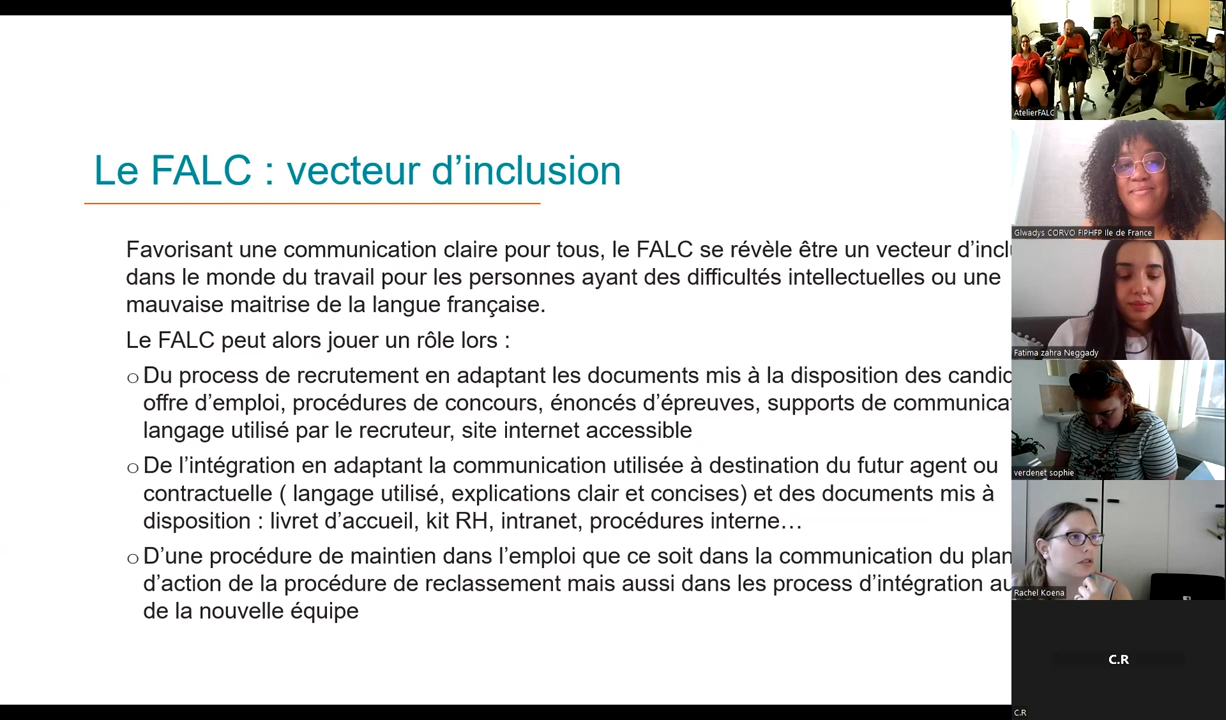 Le FALC : vecteur d’inclusion
Favorisant une communication claire pour tous, le FALC se révèle être un vecteur d’inclu
dans le monde du travail pour les personnes ayant des difficultés intellectuelles ou une
mauvaise maitrise de la langue française.
Le FALC peut alors jouer un rôle lors :
Du process de recrutement en adaptant les documents mis à la disposition des candid
offre d’emploi, procédures de concours, énoncés d’épreuves, supports de communicat
langage utilisé par le recruteur, site internet accessible
De l’intégration en adaptant la communication utilisée à destination du futur agent ou
contractuelle ( langage utilisé, explications clair et concises) et des documents mis à
disposition : livret d’accueil, kit RH, intranet, procédures interne…
D’une procédure de maintien dans l’emploi que ce soit dans la communication du plan
d’action de la procédure de reclassement mais aussi dans les process d’intégration au
de la nouvelle équipe
AtelierFALC
Glwadys CORVO FIPHFP Ile de France
Fatima zahra Neggady
verdenet sophie
Rachel Koena
C.R
C.R